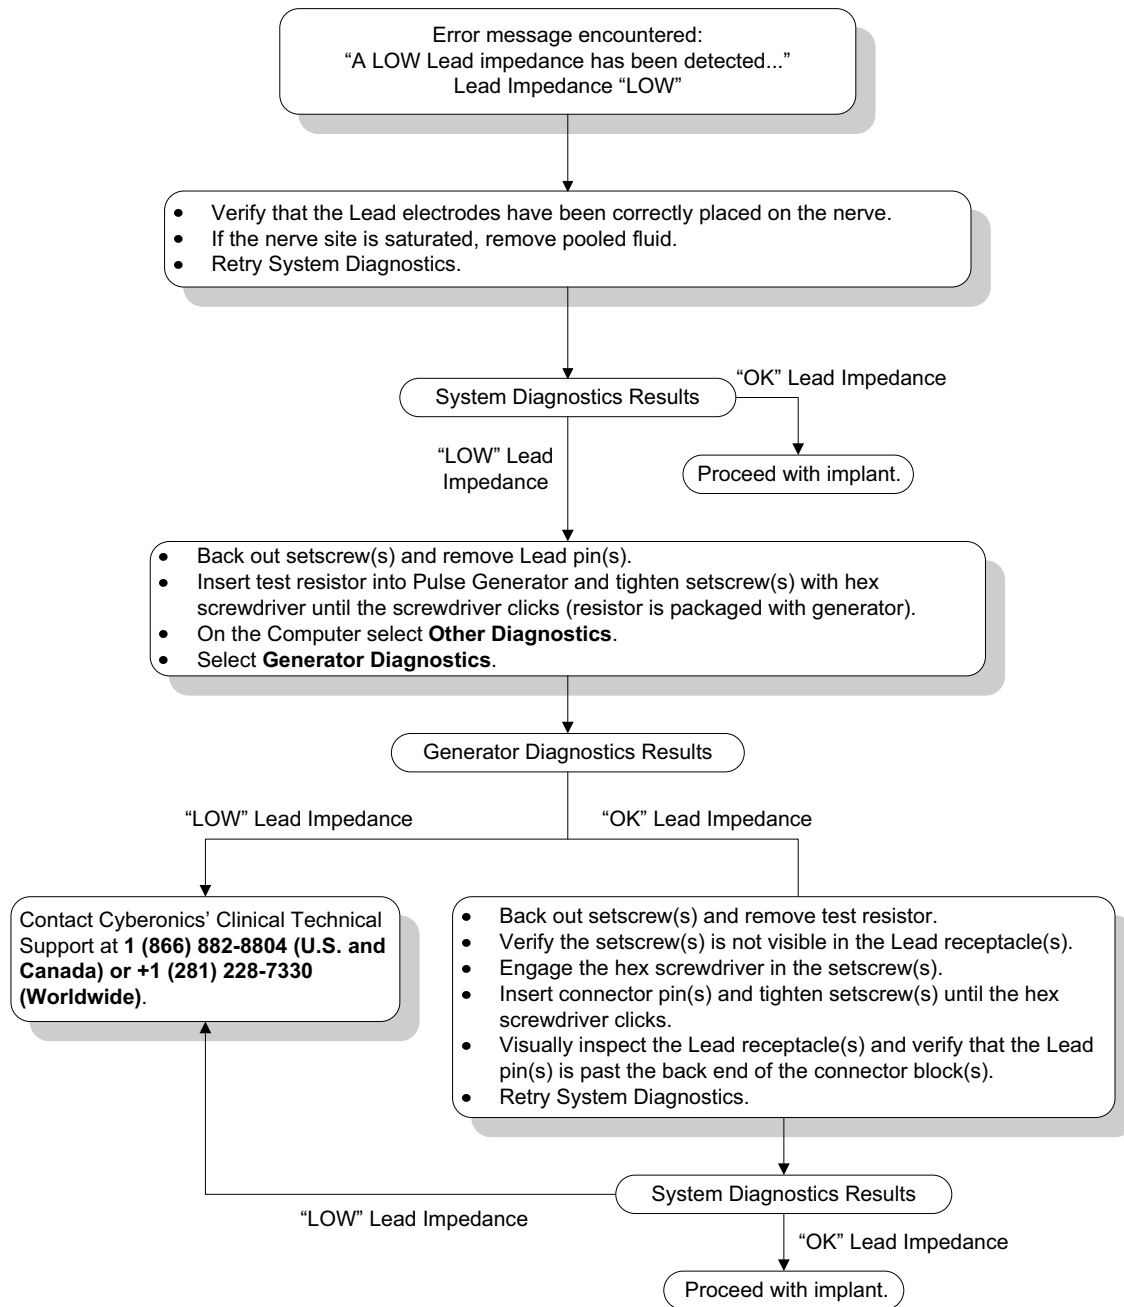 Error message encountered:
“A LOW Lead impedance has been detected...”
Lead Impedance “LOW”
• Verify that the Lead electrodes have been correctly placed on the nerve.
• If the nerve site is saturated, remove pooled fluid.
• Retry System Diagnostics.
System Diagnostics Results
“OK” Lead Impedance
Proceed with implant.
“LOW” Lead
Impedance
• Back out setscrew(s) and remove Lead pin(s).
• Insert test resistor into Pulse Generator and tighten setscrew(s) with hex
screwdriver until the screwdriver clicks (resistor is packaged with generator).
• On the Computer select Other Diagnostics.
• Select Generator Diagnostics.
Generator Diagnostics Results
“LOW” Lead Impedance
“OK” Lead Impedance
Contact Cyberonics’ Clinical Technical
Support at 1 (866) 882-8804 (U.S. and
Canada) or +1 (281) 228-7330
(Worldwide).
• Back out setscrew(s) and remove test resistor.
• Verify the setscrew(s) is not visible in the Lead receptacle(s).
• Engage the hex screwdriver in the setscrew(s).
• Insert connector pin(s) and tighten setscrew(s) until the hex
screwdriver clicks.
• Visually inspect the Lead receptacle(s) and verify that the Lead
pin(s) is past the back end of the connector block(s).
• Retry System Diagnostics.
System Diagnostics Results
“LOW” Lead Impedance
“OK” Lead Impedance
Proceed with implant.